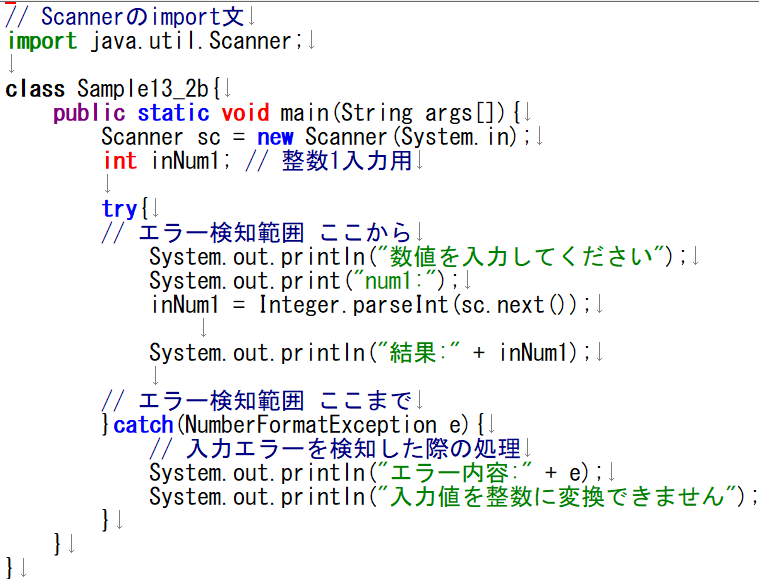 // Scannerのimport文↓
import java.util.Scanner;↓
↓
class Sample13_2b{↓
public static void main(String args[]){↓
Scanner sc = new Scanner(System.in);↓
int inNum1; // 整数1入力用↓
↓
try{↓
// エラー検知範囲 ここから↓
System.out.println("数値を入力してください");↓
System.out.print("num1:");↓
inNum1 = Integer.parseInt(sc.next());↓
↓
System.out.println("結果:" + inNum1);↓
↓
// エラー検知範囲 ここまで↓
}catch(NumberFormatException e){↓
// 入力エラーを検知した際の処理↓
System.out.println("エラー内容:" + e);↓
System.out.println("入力値を整数に変換できません");
}↓
}↓
}↓